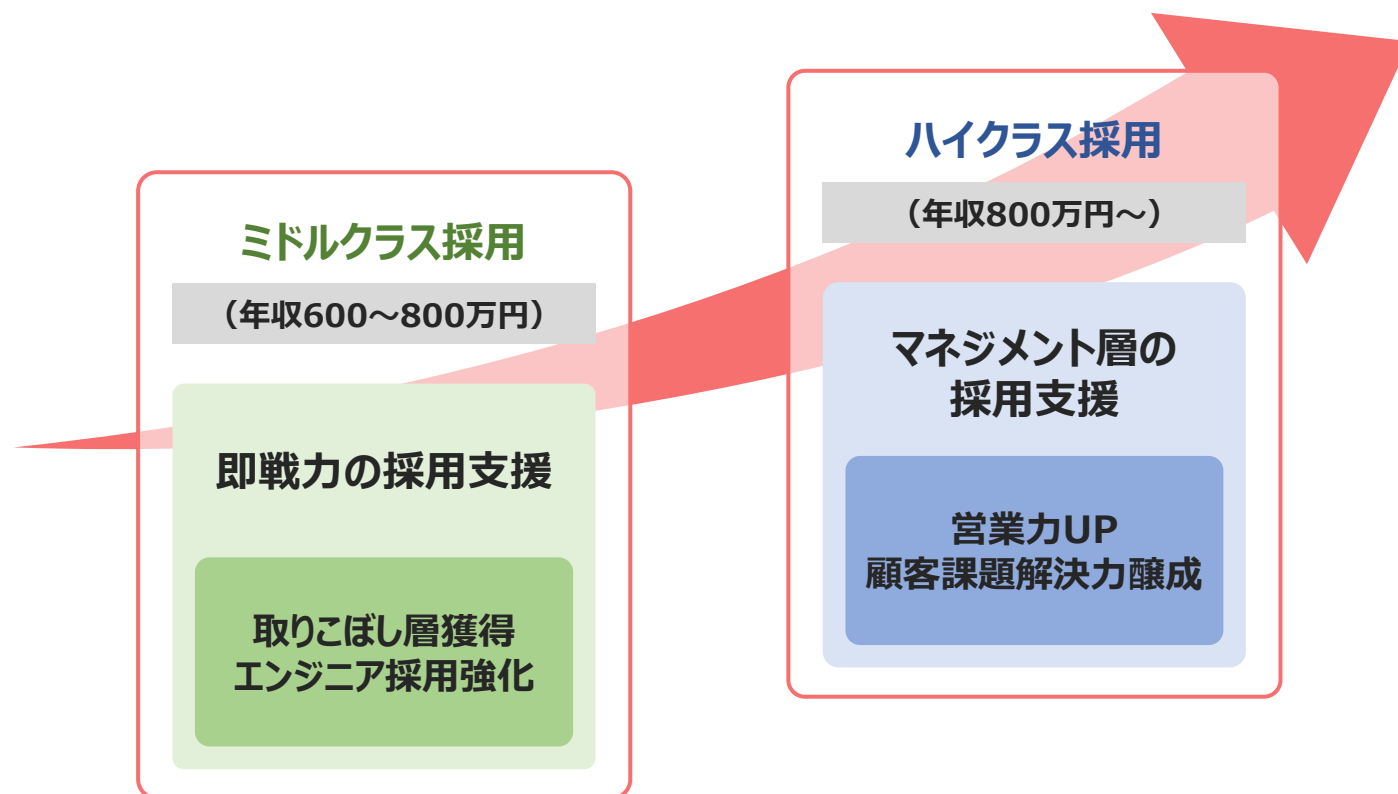 ミドルクラス採用
（年収600～800万円）
即戦力の採用支援
取りこぼし層獲得
エンジニア採用強化
ハイクラス採用
（年収800万円～）
マネジメント層の
採用支援
営業力UP
顧客課題解決力醸成